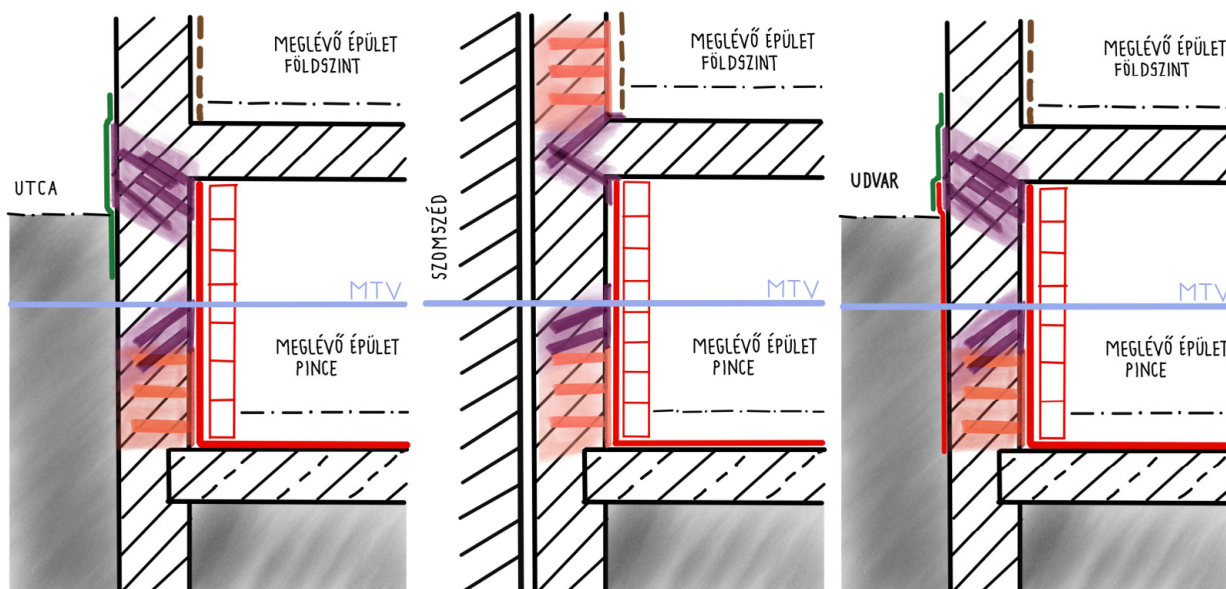 MEGLÉVŐ ÉPÜLET
FÖLDSZINT
UTCA
MTV
MEGLÉVŐ ÉPÜLET
PINCE
MEGLÉVŐ ÉPÜLET
FÖLDSZINT
SZOMSZÉD
MTV
MEGLÉVŐ ÉPÜLET
PINCE
MEGLÉVŐ ÉPÜLET
FÖLDSZINT
UDVAR
MTV
MEGLÉVŐ ÉPÜLET
PINCE